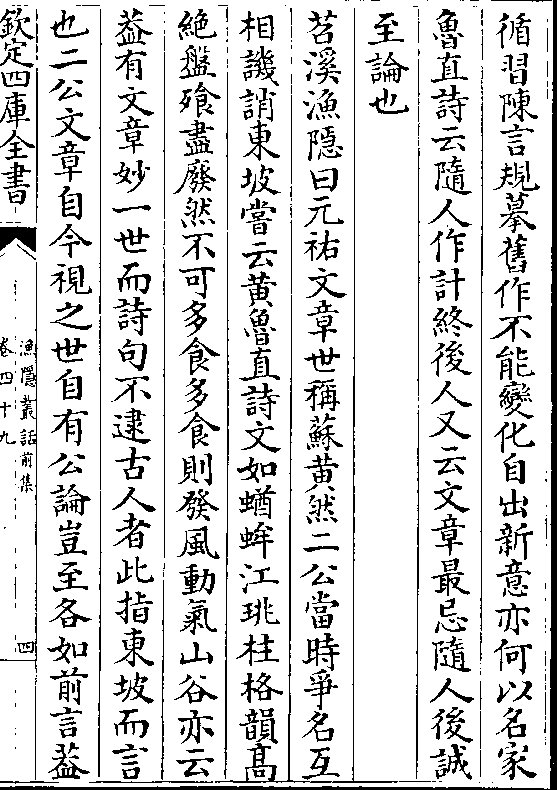 循習陳言規摹舊作不能變化自出新意亦何以名家
魯直詩云隨人作計終後人又云文章最忌隨人後誠
至論也
苕溪漁隱曰元祐文章世稱蘇黃然二公當時爭名互
相譏誚東坡嘗云黃魯直詩文如蝤蛑江珧柱格韻髙
絶盤飱盡廢然不可多食多食則發風動氣山谷亦云
葢有文章妙一世而詩句不逮古人者此指東坡而言
也二公文章自今視之世自有公論豈至各如前言葢
欽定四庫全書
漁隱叢話前集
卷四十九
四